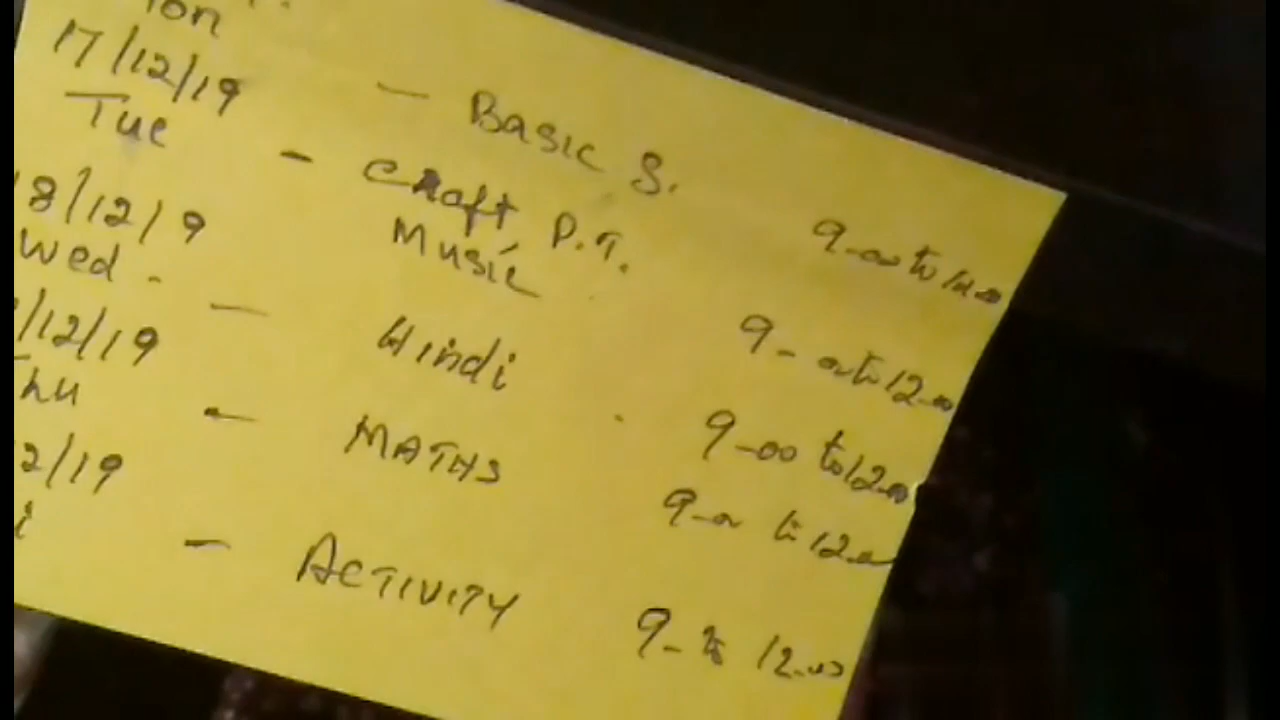 on
17/12/19 - Basic S. 9-00 to 12.00
Tue - Craft P.T. 9-00 to 12.00
8/12/19 Music
Wed. - Hindi 9-00 to 12.00
/12/19
hu - MATHS 9-00 to 12.00
2/19
i - ACTIVITY 9- to 12.00